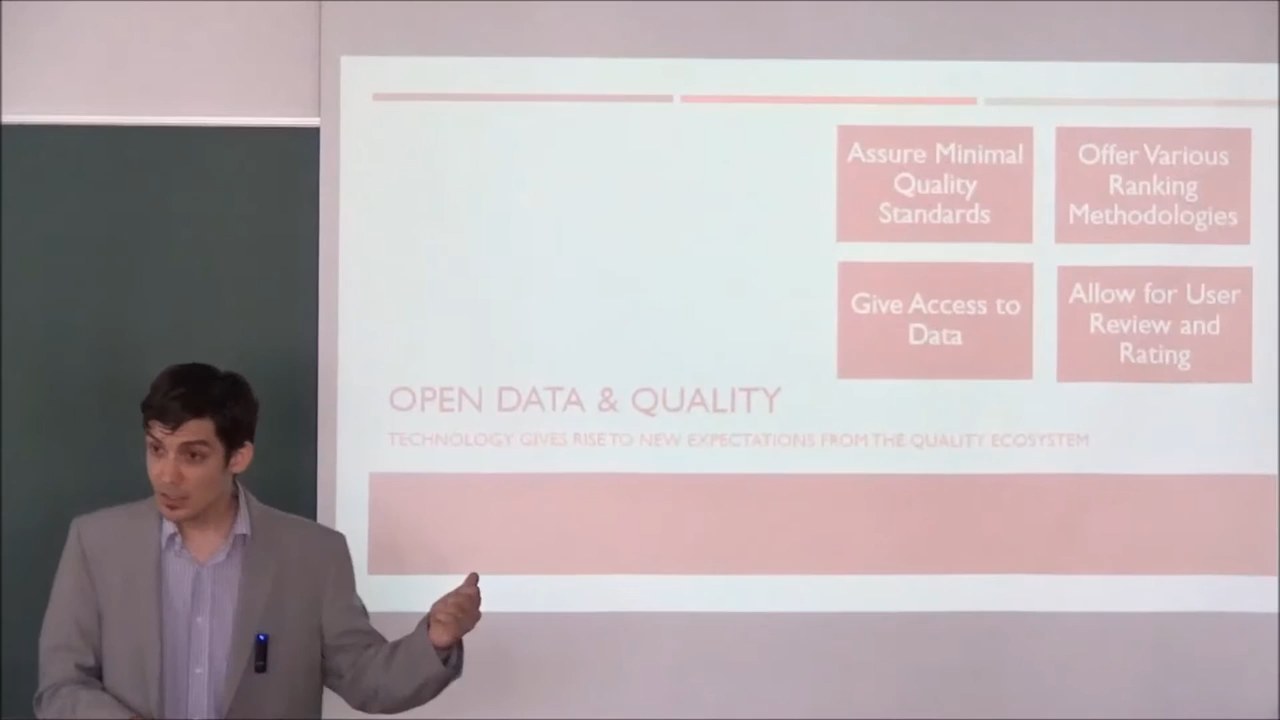 Assure Minimal
Quality
Standards
Offer Various
Ranking
Methodologies
Give Access to
Data
Allow for User
Review and
Rating
OPEN DATA & QUALITY
TECHNOLOGY GIVES RISE TO NEW EXPECTATIONS FROM THE QUALITY ECOSYSTEM